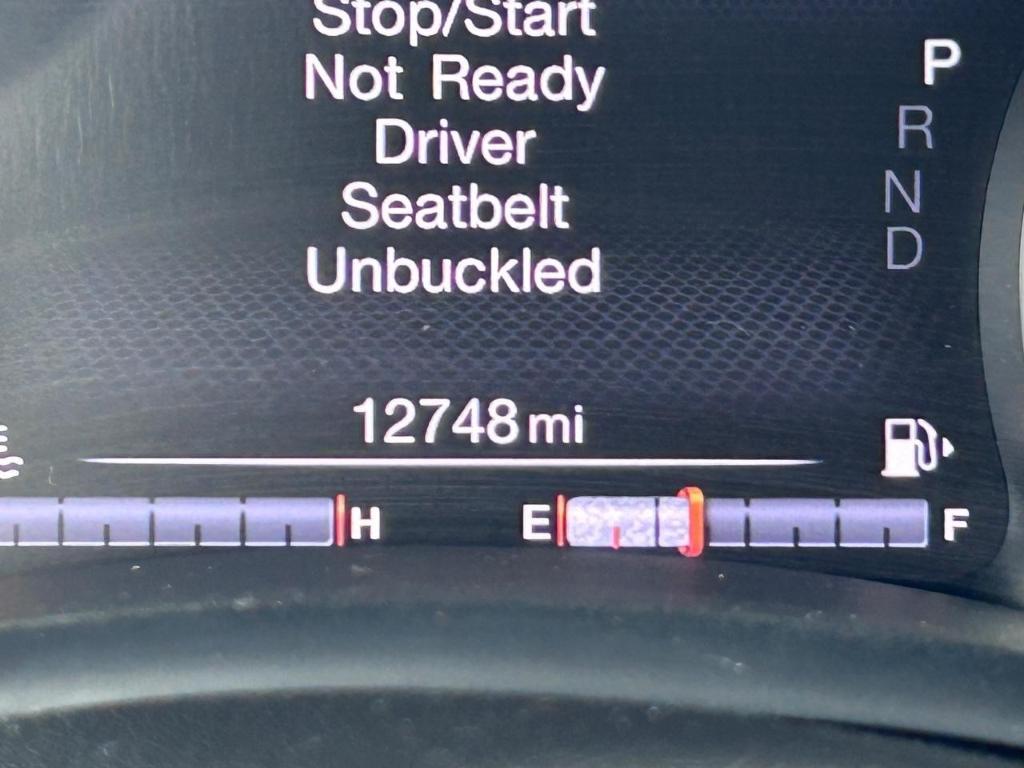 Stop/Start
Not Ready
P
Driver
R
Seatbelt
N
Unbuckled
D
12748 mi
H
E
F